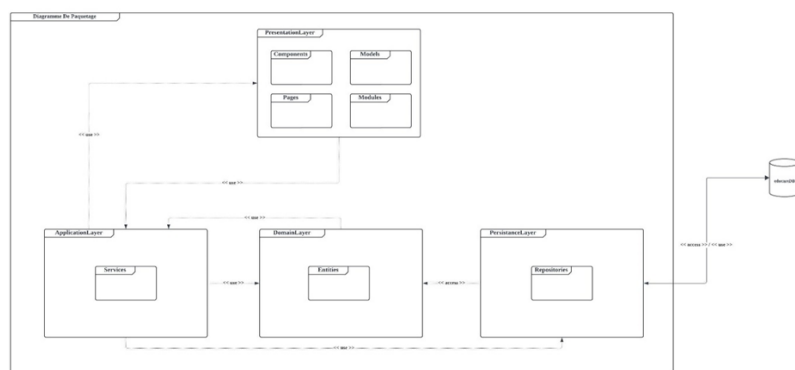 Diagramme De Paquetage
PresentationLayer
Components
Models
Pages
Modules
<< use >>
<< use >>
<< use >>
ApplicationLayer
DomainLayer
PersistanceLayer
<< access >> / << use >>
Services
Entities
Repositories
<< use >>
<< access >>
<< use >>